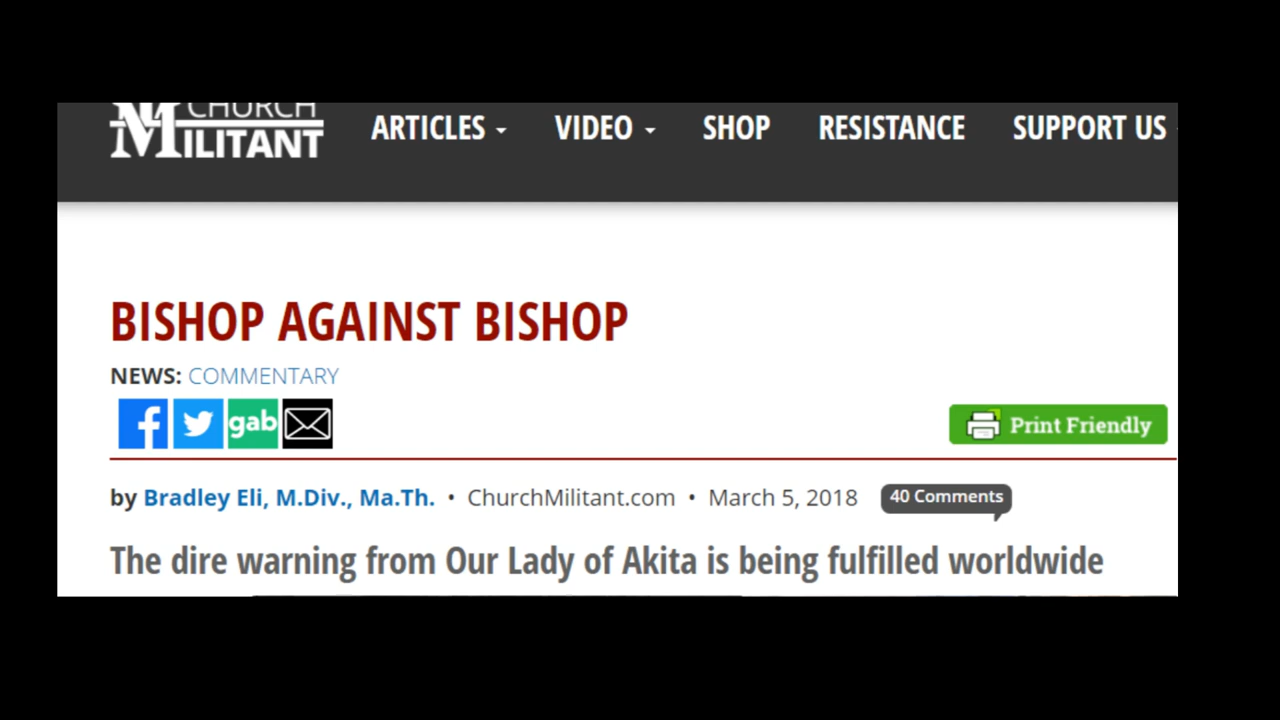 CHURCH
MILITANT
ARTICLES VIDEO SHOP RESISTANCE SUPPORT US
BISHOP AGAINST BISHOP
NEWS: COMMENTARY
gab
Print Friendly
by Bradley Eli, M.Div., Ma.Th. • ChurchMilitant.com • March 5, 2018 40 Comments
The dire warning from Our Lady of Akita is being fulfilled worldwide